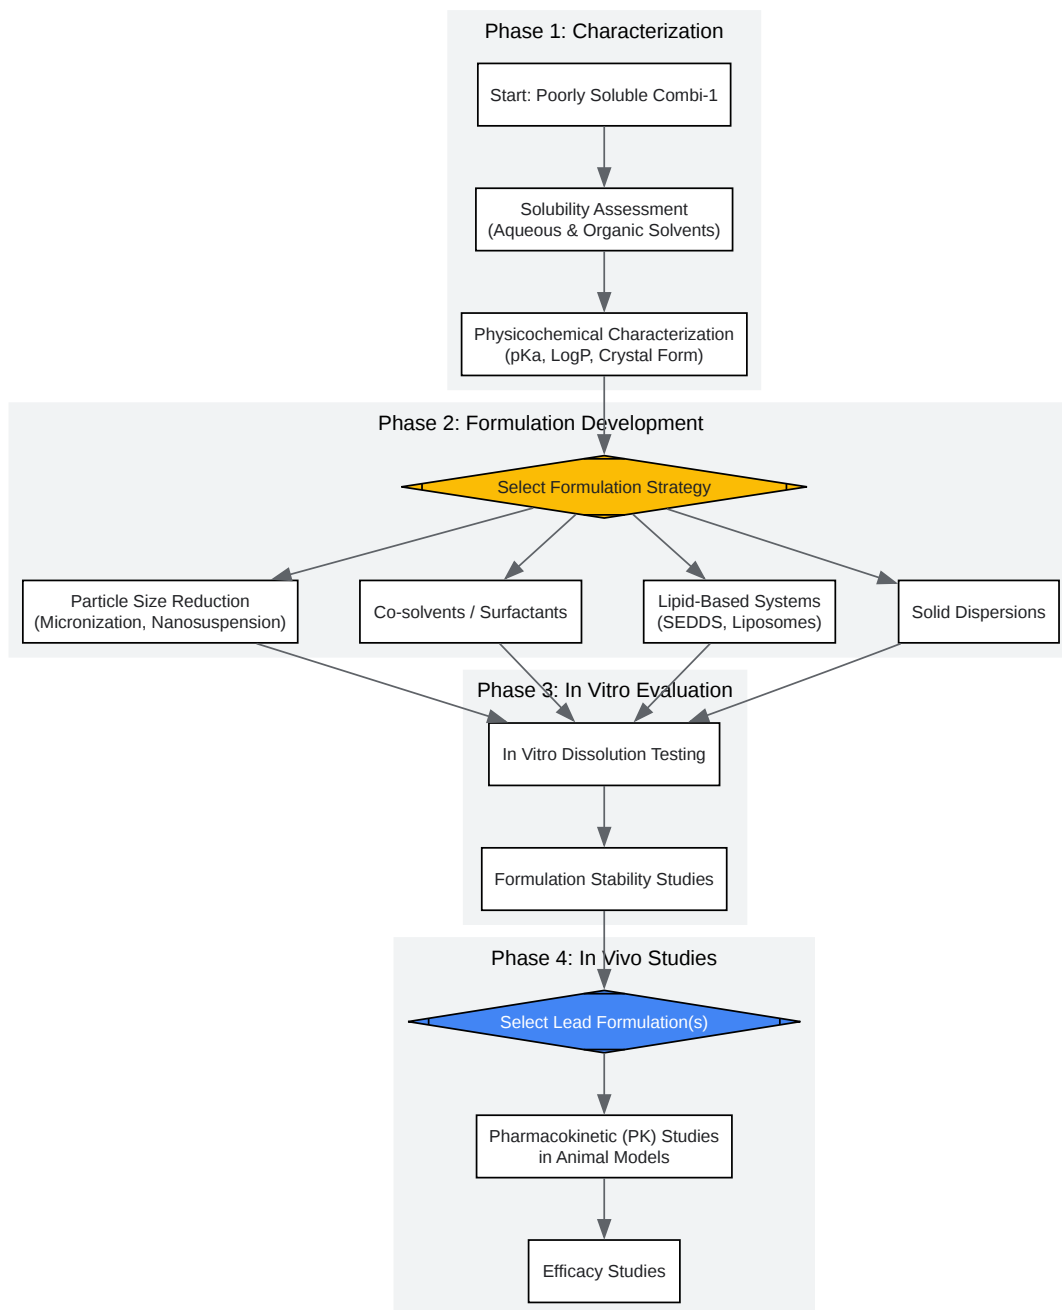 Phase 1: Characterization
Start: Poorly Soluble Combi-1
Solubility Assessment
(Aqueous & Organic Solvents)
Physicochemical Characterization
(pKa, LogP, Crystal Form)
Phase 2: Formulation Development
Select Formulation Strategy
Particle Size Reduction
(Micronization, Nanosuspension)
Co-solvents / Surfactants
Lipid-Based Systems
(SEDDS, Liposomes)
Solid Dispersions
Phase 3: In Vitro Evaluation
In Vitro Dissolution Testing
Formulation Stability Studies
Phase 4: In Vivo Studies
Select Lead Formulation(s)
Pharmacokinetic (PK) Studies
in Animal Models
Efficacy Studies